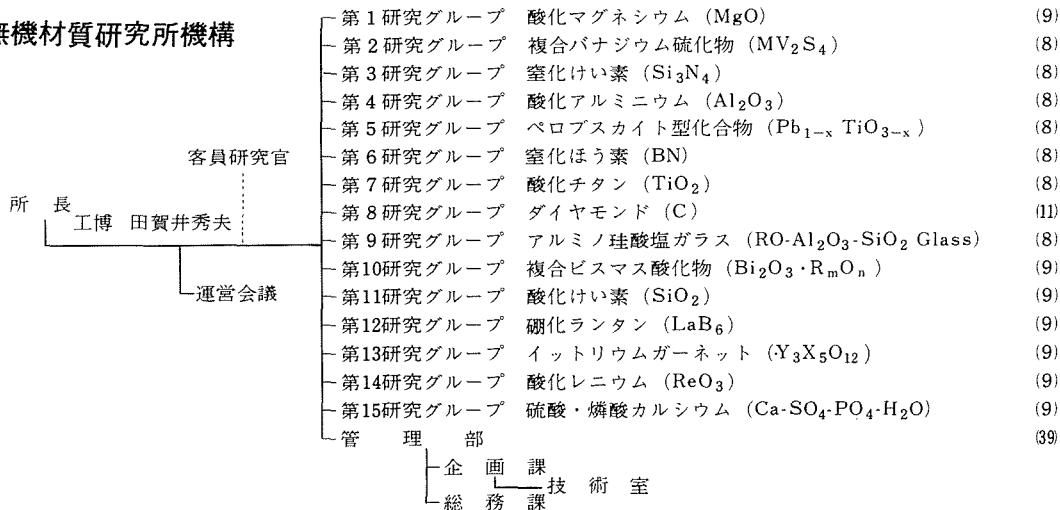 無機材質研究所機構
第1研究グループ 酸化マグネシウム (MgO) (9)
第2研究グループ 複合バナジウム硫化物 (MV₂S₄) (8)
第3研究グループ 窒化けい素 (Si₃N₄) (8)
第4研究グループ 酸化アルミニウム (Al₂O₃) (8)
第5研究グループ ペロブスカイト型化合物 (Pb₁₋ₓ TiO₃₋ₓ) (8)
客員研究官
第6研究グループ 窒化ほう素 (BN) (8)
第7研究グループ 酸化チタン (TiO₂) (8)
所長
工博 田賀井秀夫
第8研究グループ ダイヤモンド (C) (11)
第9研究グループ アルミノ珪酸塩ガラス (RO-Al₂O₃-SiO₂ Glass) (8)
第10研究グループ 複合ビスマス酸化物 (Bi₂O₃・RₘOₙ) (9)
運営会議
第11研究グループ 酸化けい素 (SiO₂) (9)
第12研究グループ 硼化ランタン (LaB₆) (9)
第13研究グループ イットリウムガーネット (・Y₃X₅O₁₂) (9)
第14研究グループ 酸化レニウム (ReO₃) (9)
第15研究グループ 硫酸・燐酸カルシウム (Ca-SO₄-PO₄-H₂O) (9)
管理部 (39)
企画課
技術室
総務課